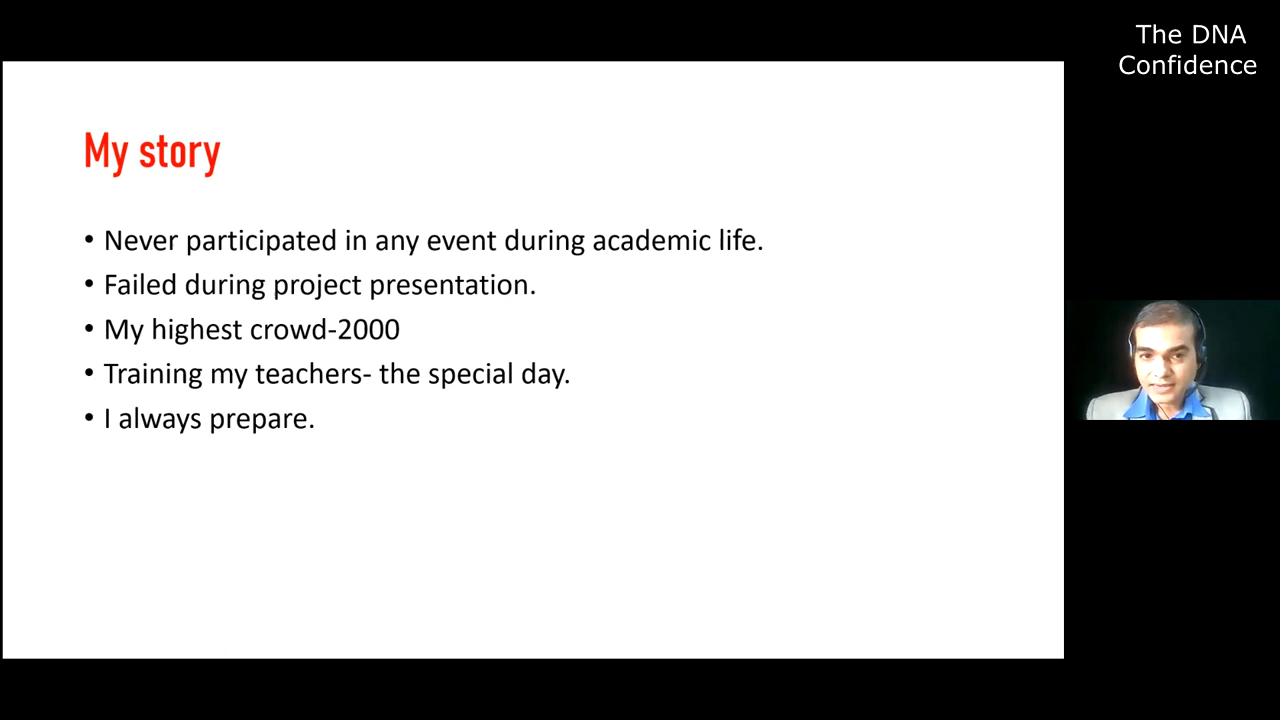 The DNA
Confidence
My story
• Never participated in any event during academic life.
• Failed during project presentation.
• My highest crowd-2000
• Training my teachers- the special day.
• I always prepare.